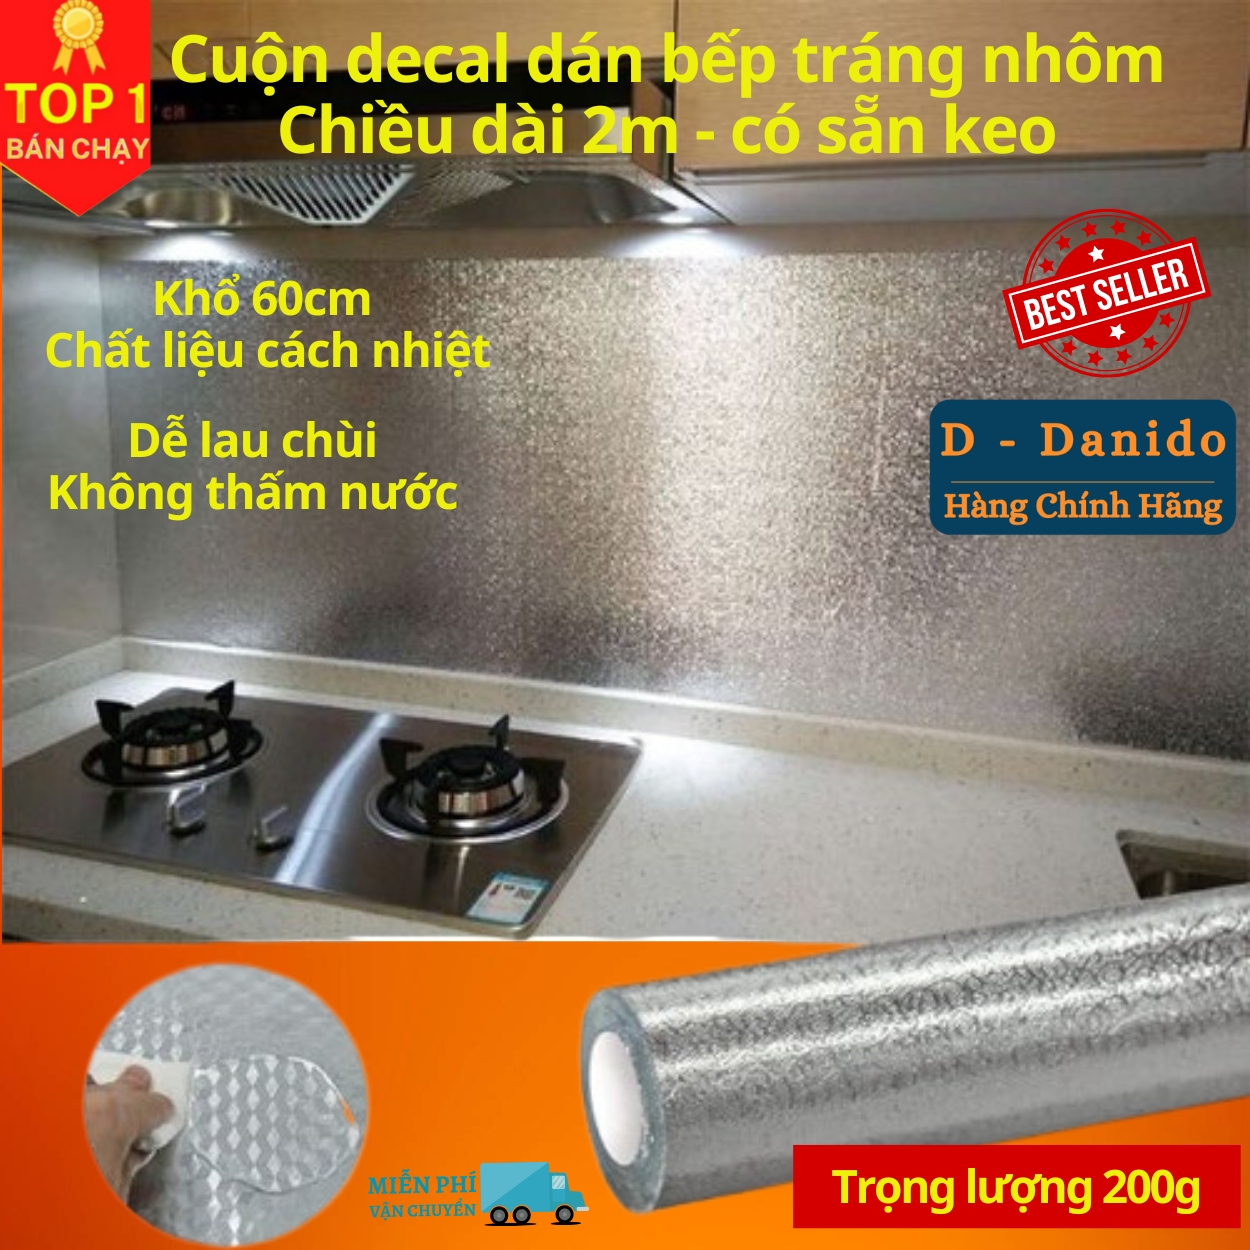 TOP 1
BÁN CHẠY
Cuộn decal dán bếp tráng nhôm
Chiều dài 2m - có sẵn keo
Khổ 60cm
Chất liệu cách nhiệt
Dễ lau chùi
Không thấm nước
BEST SELLER
D - Danido
Hàng Chính Hãng
MIỄN PHÍ
VẬN CHUYỂN
Trọng lượng 200g